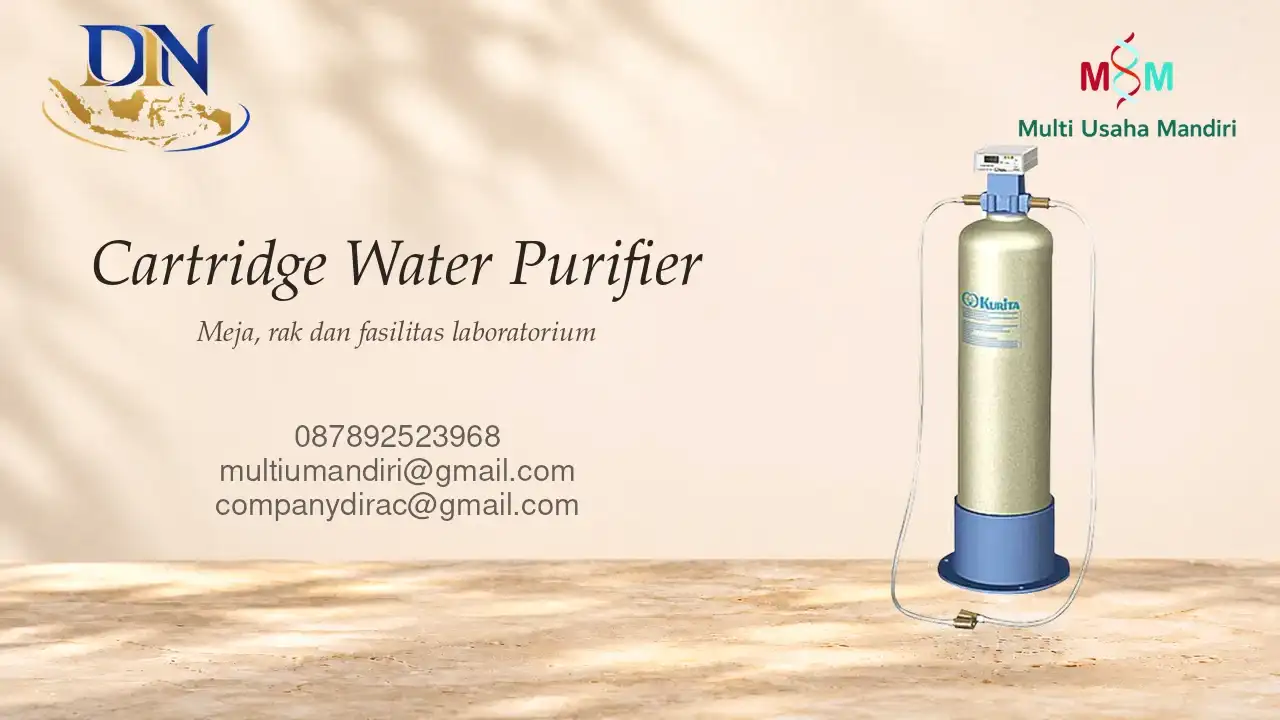 DIN
MSM
Multi Usaha Mandiri
Cartridge Water Purifier
Meja, rak dan fasilitas laboratorium
KURITA
087892523968
multiumandiri@gmail.com
companydirac@gmail.com